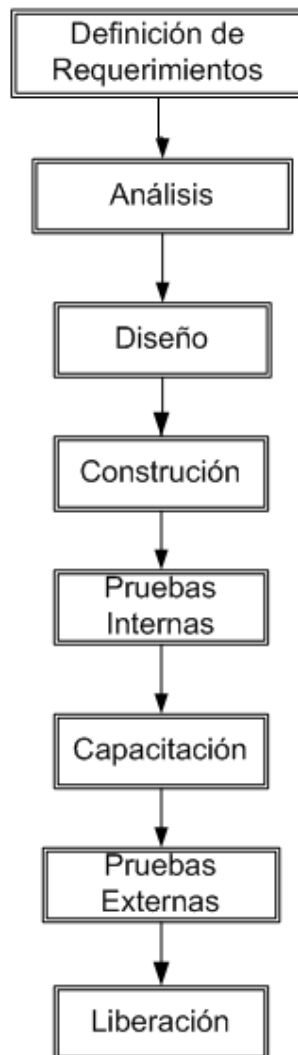 Definición de
Requerimientos
Análisis
Diseño
Construción
Pruebas
Internas
Capacitación
Pruebas
Externas
Liberación